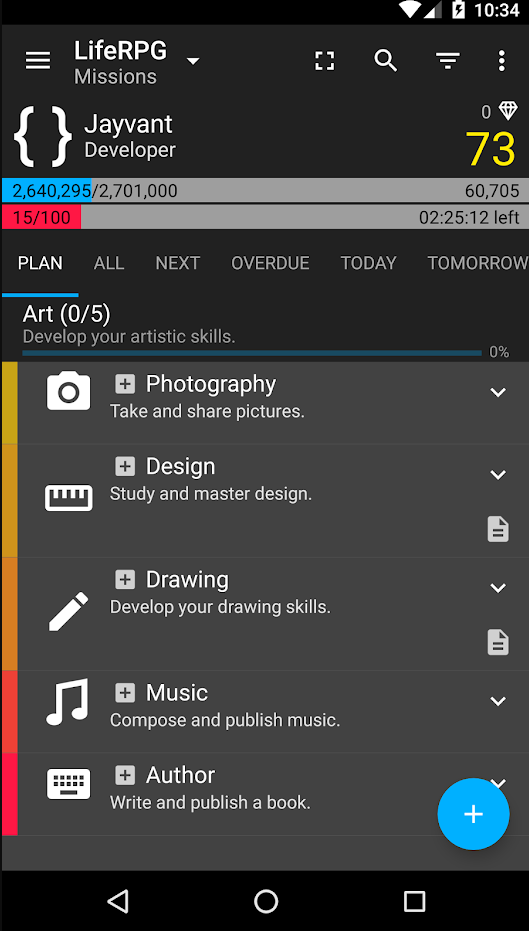 10:34
LifeRPG
Missions
0
{ } Jayvant
Developer
73
2,640,295/2,701,000 60,705
15/100 02:25:12 left
PLAN ALL NEXT OVERDUE TODAY TOMORROW
Art (0/5)
Develop your artistic skills.
0%
Photography
Take and share pictures.
Design
Study and master design.
Drawing
Develop your drawing skills.
Music
Compose and publish music.
Author
Write and publish a book.